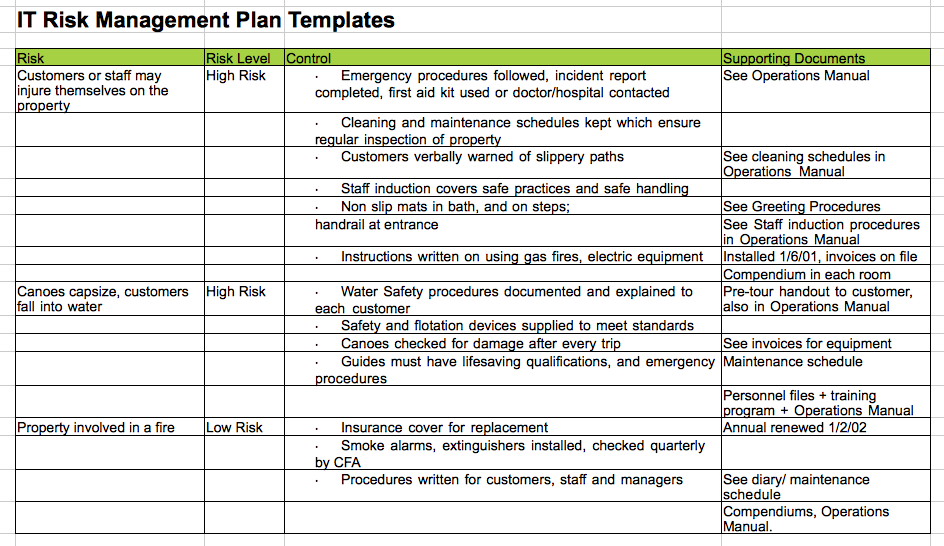 IT Risk Management Plan Templates
Risk Risk Level Control Supporting Documents
Customers or staff may High Risk · Emergency procedures followed, incident report See Operations Manual
injure themselves on the completed, first aid kit used or doctor/hospital contacted
property
· Cleaning and maintenance schedules kept which ensure
regular inspection of property
· Customers verbally warned of slippery paths See cleaning schedules in
Operations Manual
· Staff induction covers safe practices and safe handling
· Non slip mats in bath, and on steps; See Greeting Procedures
handrail at entrance See Staff induction procedures
in Operations Manual
· Instructions written on using gas fires, electric equipment Installed 1/6/01, invoices on file
Compendium in each room
Canoes capsize, customers High Risk · Water Safety procedures documented and explained to Pre-tour handout to customer,
fall into water each customer also in Operations Manual
· Safety and flotation devices supplied to meet standards
· Canoes checked for damage after every trip See invoices for equipment
· Guides must have lifesaving qualifications, and emergency Maintenance schedule
procedures
Personnel files + training
program + Operations Manual
Property involved in a fire Low Risk · Insurance cover for replacement Annual renewed 1/2/02
· Smoke alarms, extinguishers installed, checked quarterly
by CFA
· Procedures written for customers, staff and managers See diary/ maintenance
schedule
Compendiums, Operations
Manual.